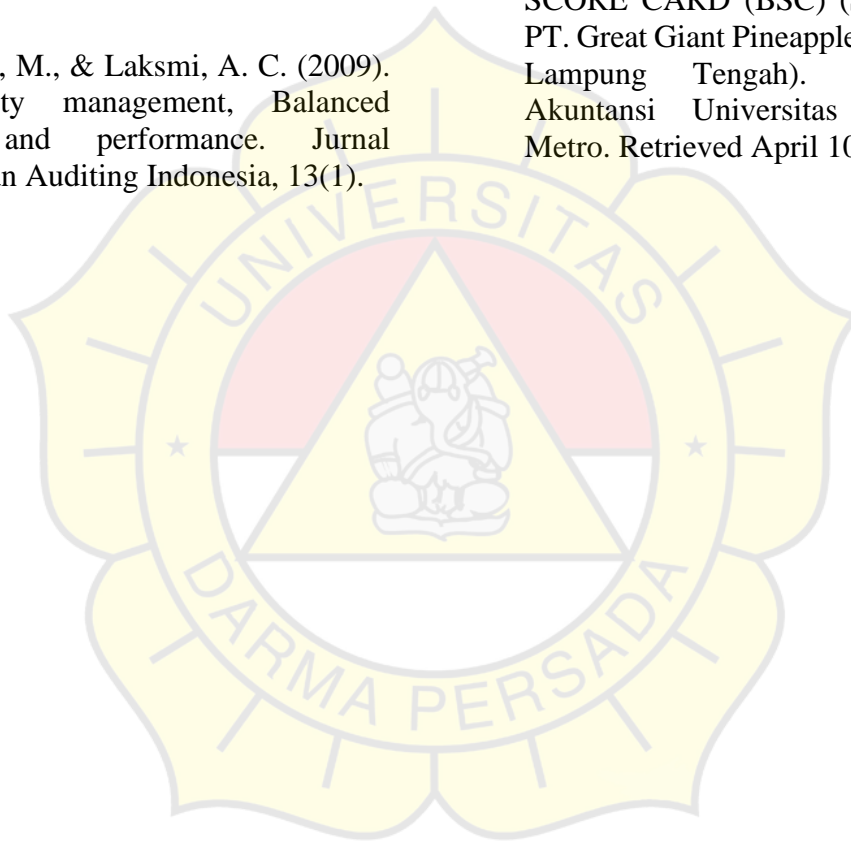 , M., & Laksmi, A. C. (2009).
ty management, Balanced
and performance. Jurnal
n Auditing Indonesia, 13(1).
SCORE CARD (BSC) (
PT. Great Giant Pineapple
Lampung Tengah).
Akuntansi Universitas
Metro. Retrieved April 10
UNIVERSITAS
DARMA PERSADA